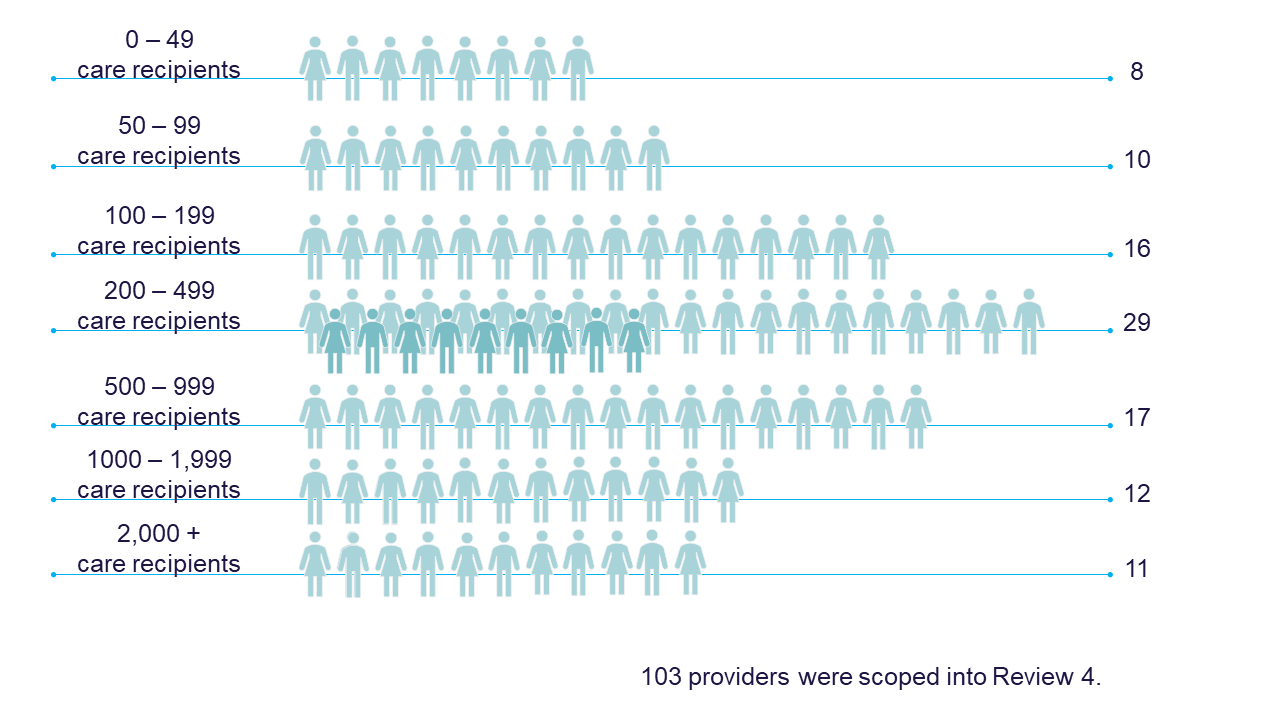 0 – 49
care recipients
8
50 – 99
care recipients
10
100 – 199
care recipients
16
200 – 499
care recipients
29
500 – 999
care recipients
17
1000 – 1,999
care recipients
12
2,000 +
care recipients
11
103 providers were scoped into Review 4.